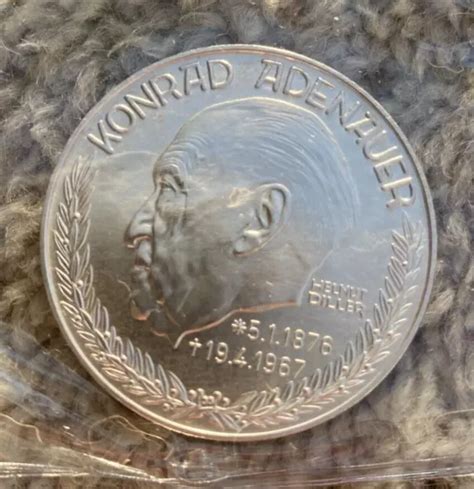 KONRAD ADENAUER
HELMUT
DILLER
*5.1.1876
†19.4.1967